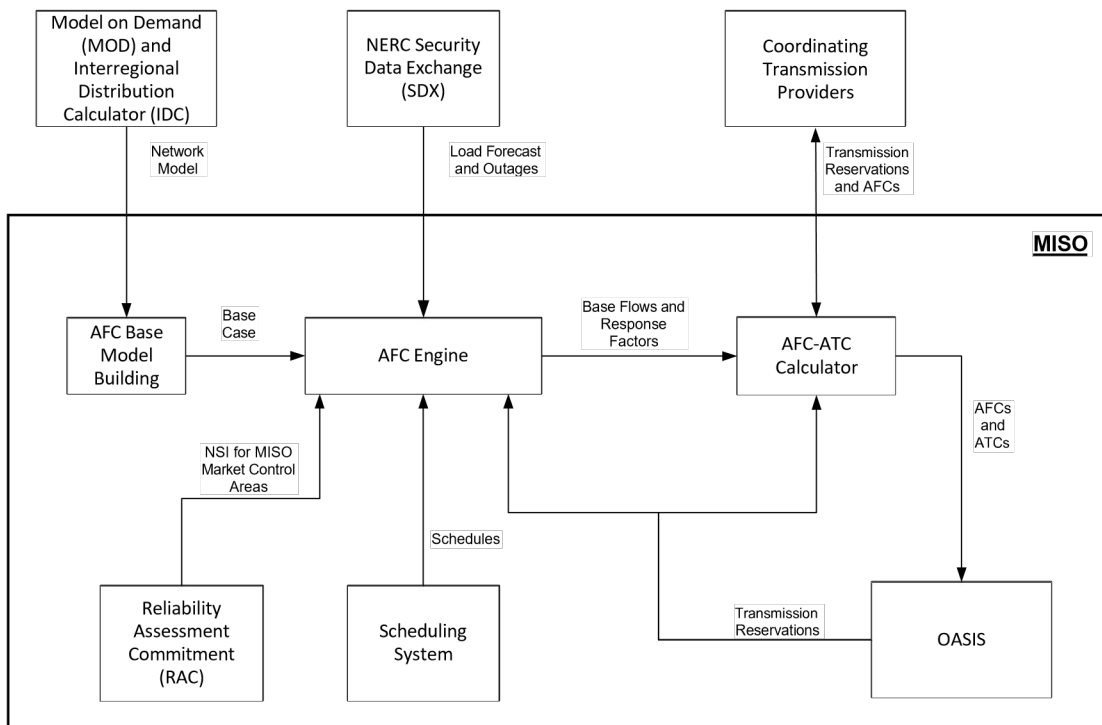 Model on Demand
(MOD) and
Interregional
Distribution
Calculator (IDC)
NERC Security
Data Exchange
(SDX)
Coordinating
Transmission
Providers
Network
Model
Load Forecast
and Outages
Transmission
Reservations
and AFCs
MISO
AFC Base
Model
Building
Base
Case
AFC Engine
Base Flows and
Response
Factors
AFC-ATC
Calculator
AFCs
and
ATCs
NSI for MISO
Market Control
Areas
Schedules
Reliability
Assessment
Commitment
(RAC)
Scheduling
System
Transmission
Reservations
OASIS